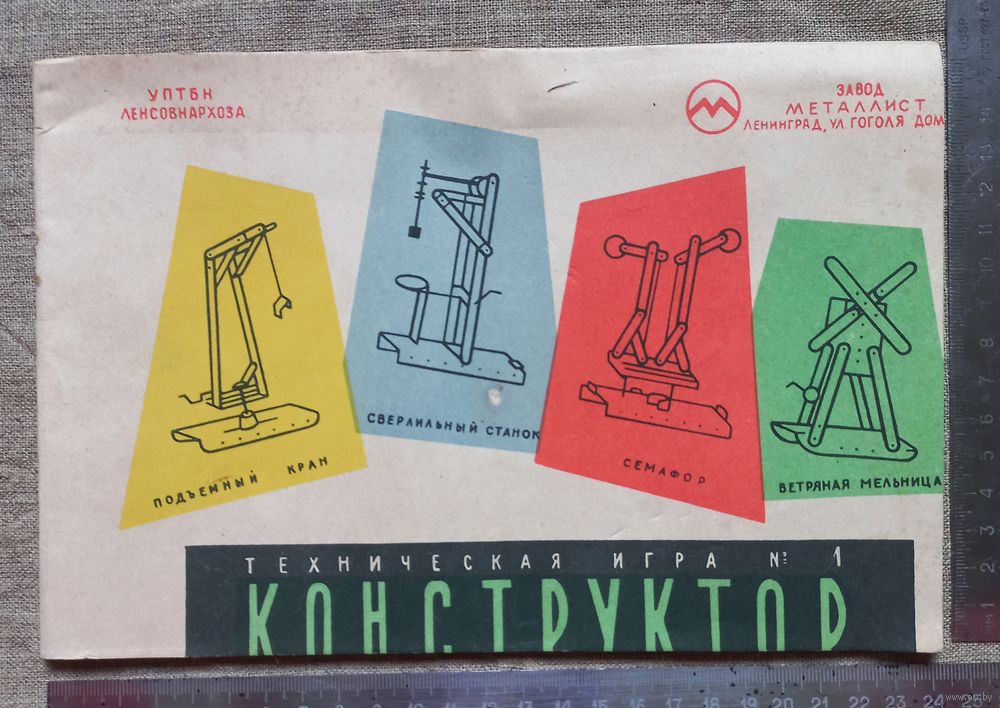 УПТБН
ЛЕНСОВНАРХОЗА
ЗАВОД
МЕТАЛЛИСТ
ЛЕНИНГРАД, УЛ. ГОГОЛЯ ДОМ
ПОДЪЕМНЫЙ КРАН
СВЕРЛИЛЬНЫЙ СТАНОК
СЕМАФОР
ВЕТРЯНАЯ МЕЛЬНИЦА
ТЕХНИЧЕСКАЯ ИГРА № 1
КОНСТРУКТОР